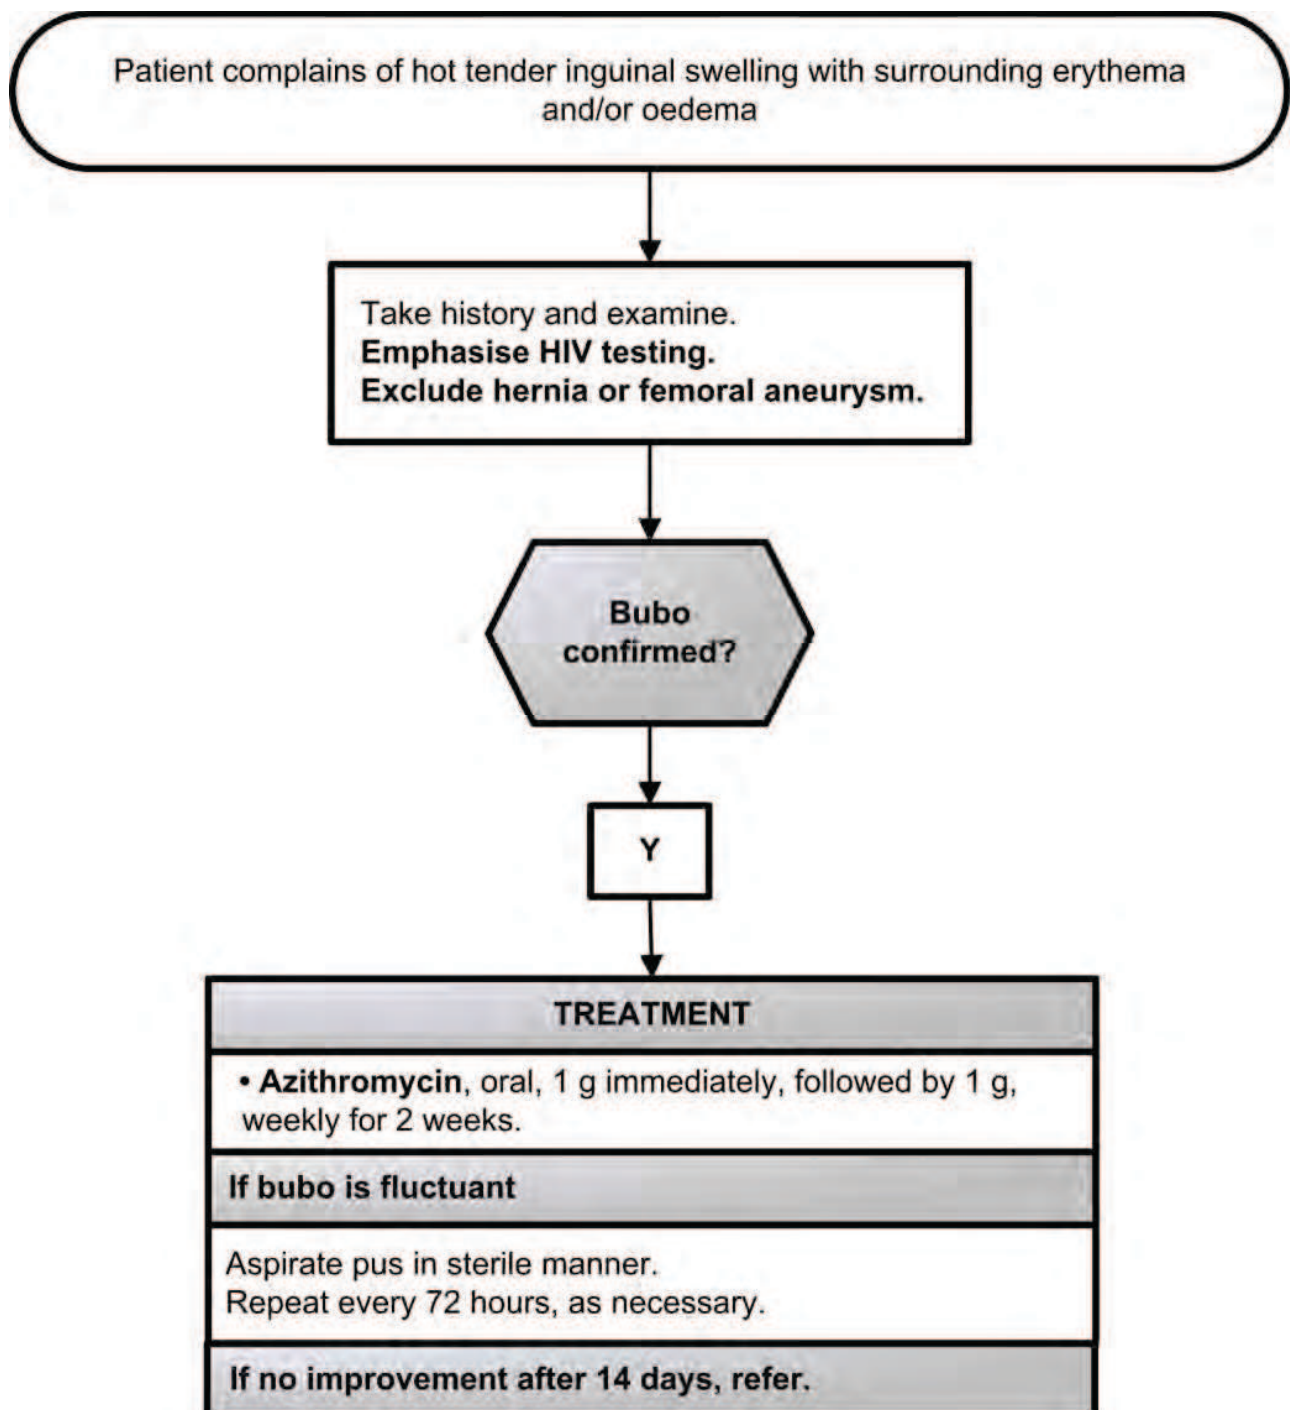 Patient complains of hot tender inguinal swelling with surrounding erythema
and/or oedema
Take history and examine.
Emphasise HIV testing.
Exclude hernia or femoral aneurysm.
Bubo
confirmed?
Y
TREATMENT
• Azithromycin, oral, 1 g immediately, followed by 1 g,
weekly for 2 weeks.
If bubo is fluctuant
Aspirate pus in sterile manner.
Repeat every 72 hours, as necessary.
If no improvement after 14 days, refer.